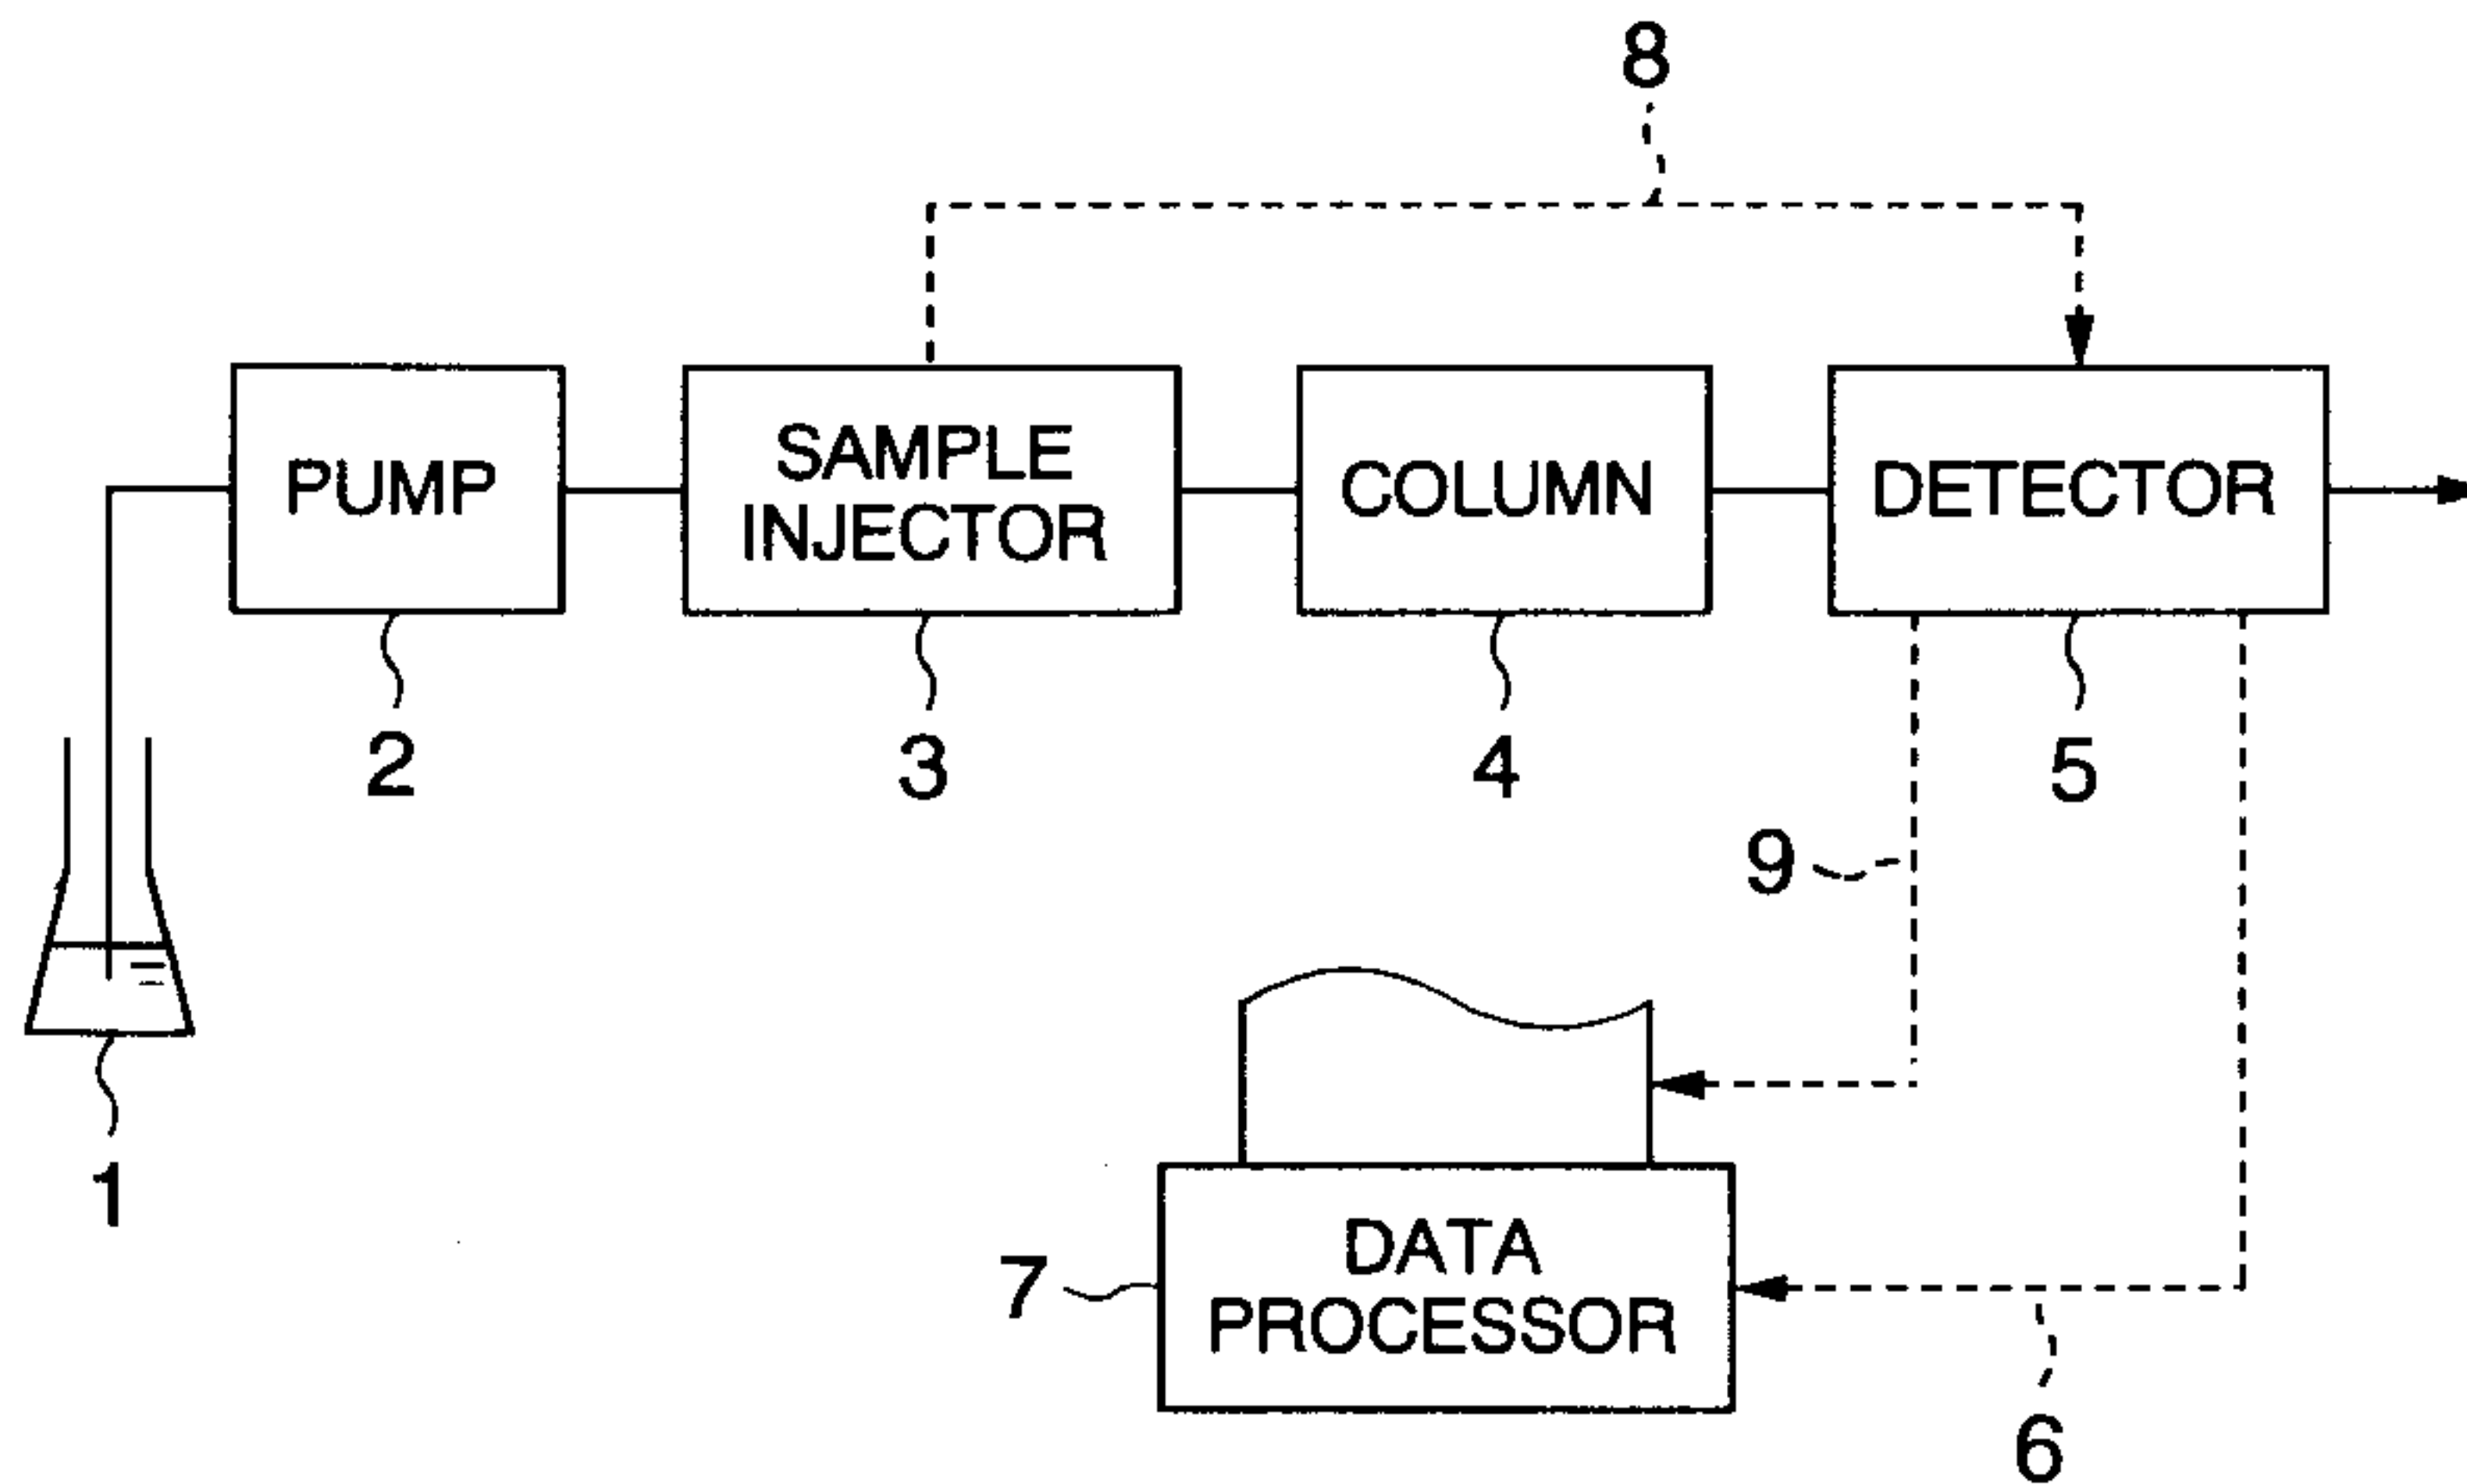 8
PUMP
SAMPLE
INJECTOR
COLUMN
DETECTOR
2
3
4
5
9
1
7
DATA
PROCESSOR
6